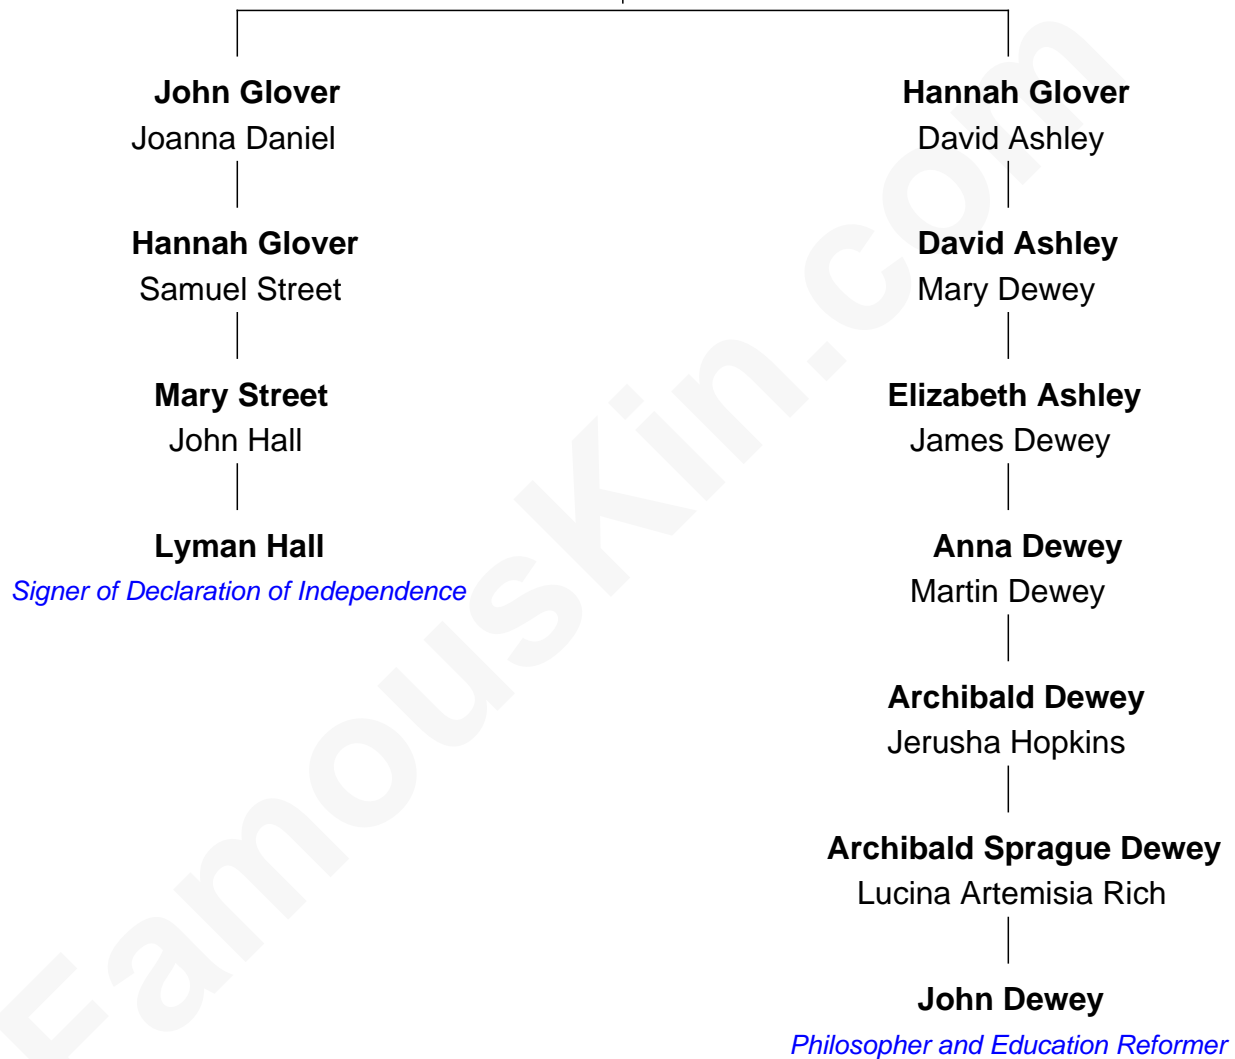 John Glover
Joanna Daniel
Hannah Glover
Samuel Street
Mary Street
John Hall
Lyman Hall
Signer of Declaration of Independence
Hannah Glover
David Ashley
David Ashley
Mary Dewey
Elizabeth Ashley
James Dewey
Anna Dewey
Martin Dewey
Archibald Dewey
Jerusha Hopkins
Archibald Sprague Dewey
Lucina Artemisia Rich
John Dewey
Philosopher and Education Reformer
FamousKin.com